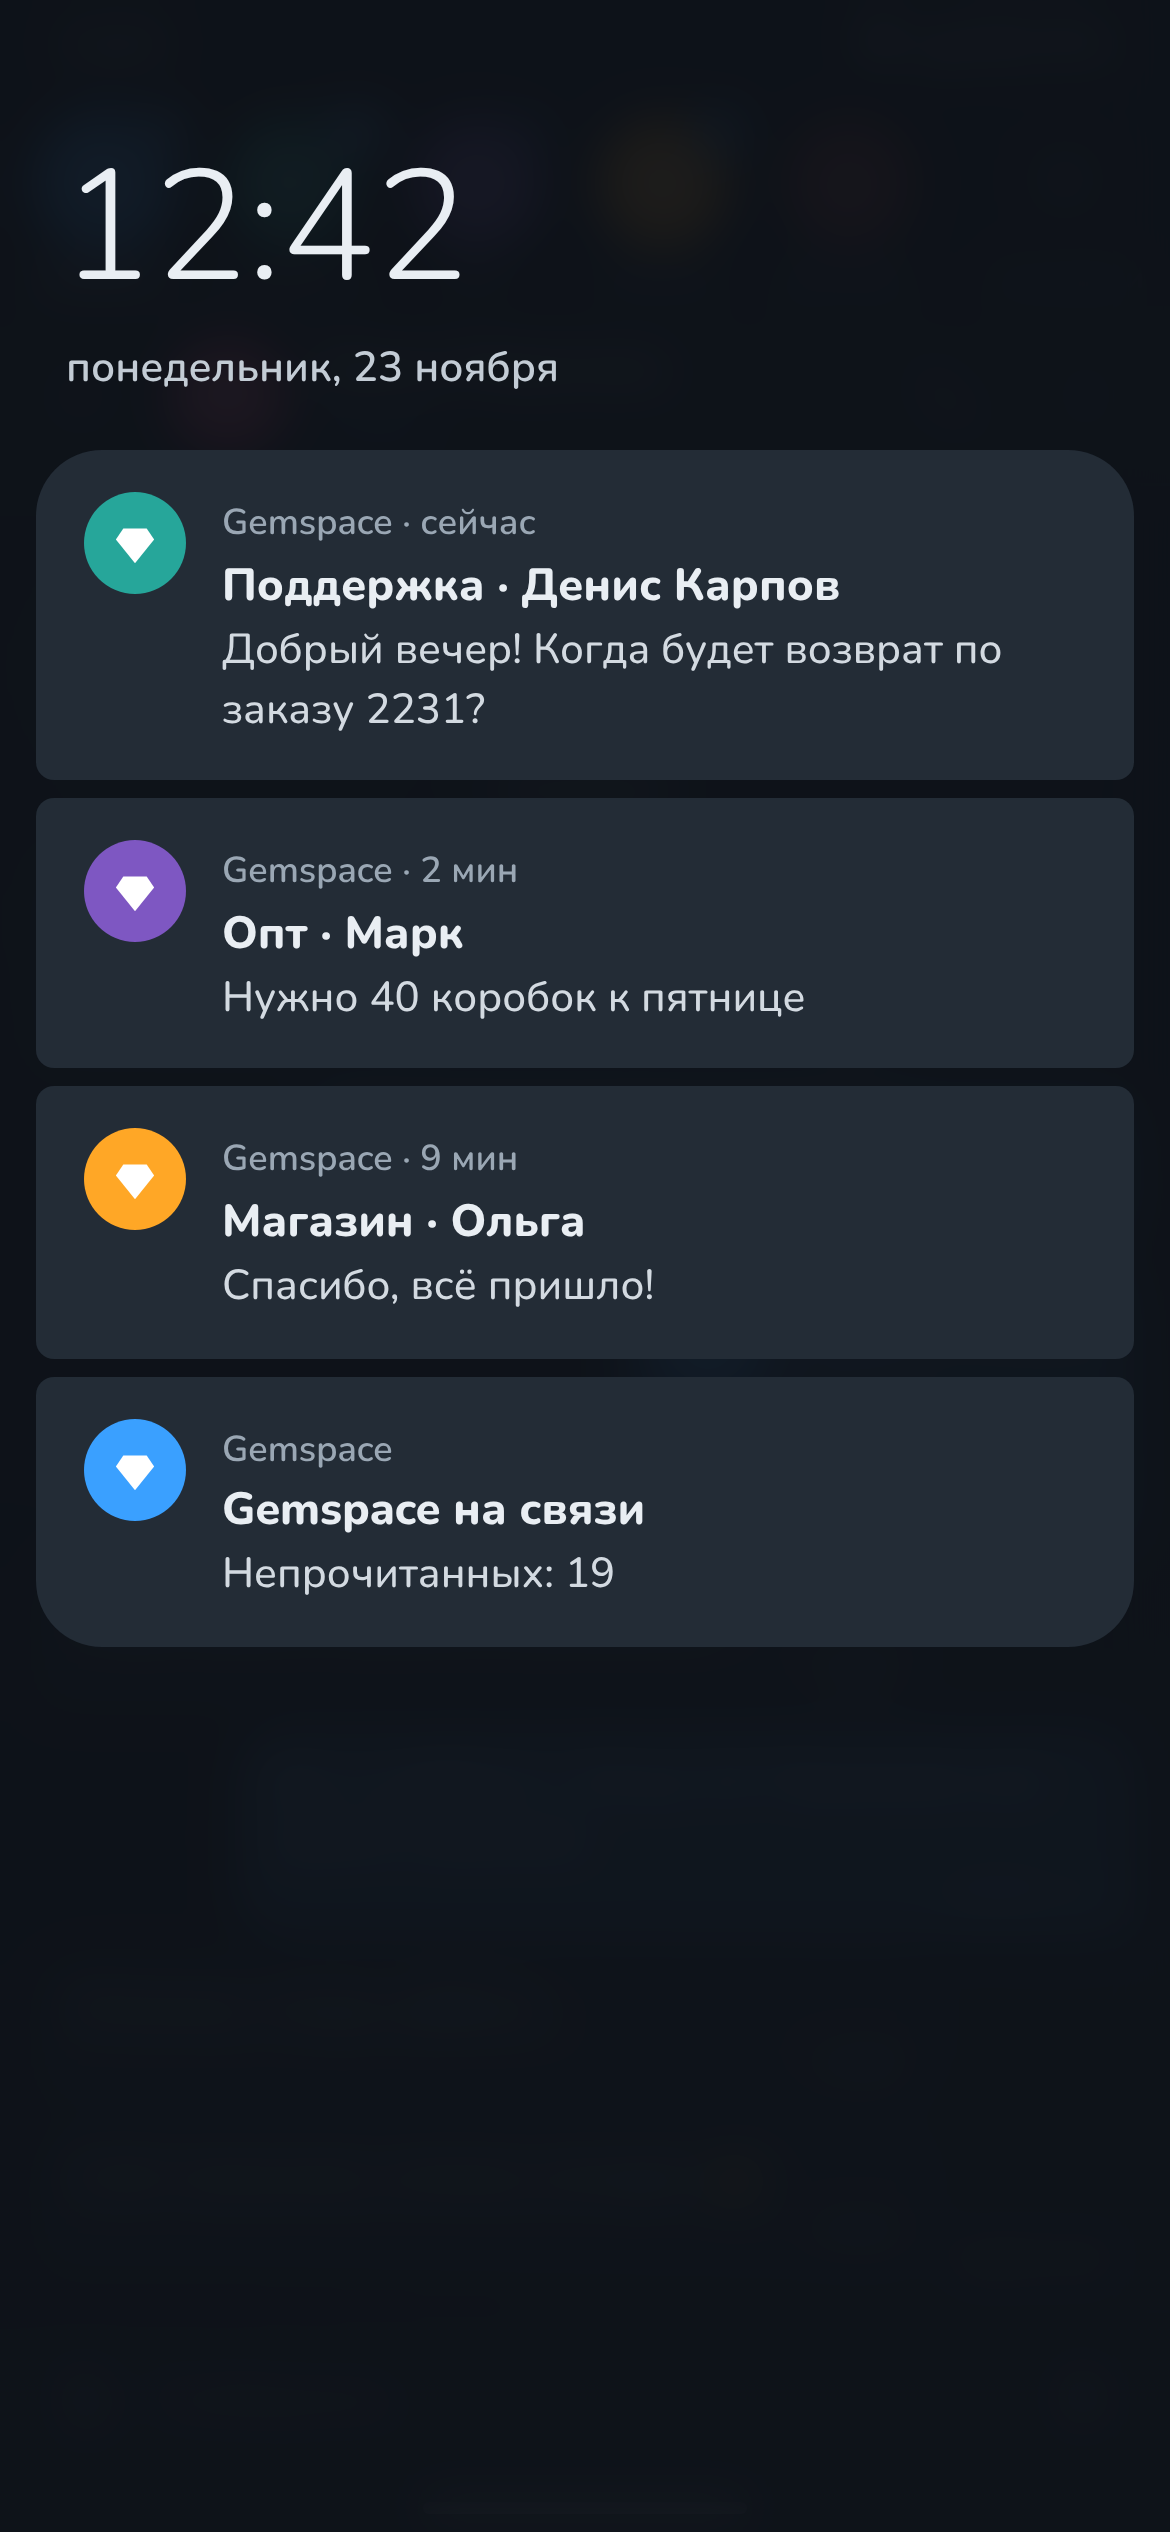 12:42
понедельник, 23 ноября
Gemspace · сейчас
Поддержка · Денис Карпов
Добрый вечер! Когда будет возврат по
заказу 2231?
Gemspace · 2 мин
Опт · Марк
Нужно 40 коробок к пятнице
Gemspace · 9 мин
Магазин · Ольга
Спасибо, всё пришло!
Gemspace
Gemspace на связи
Непрочитанных: 19